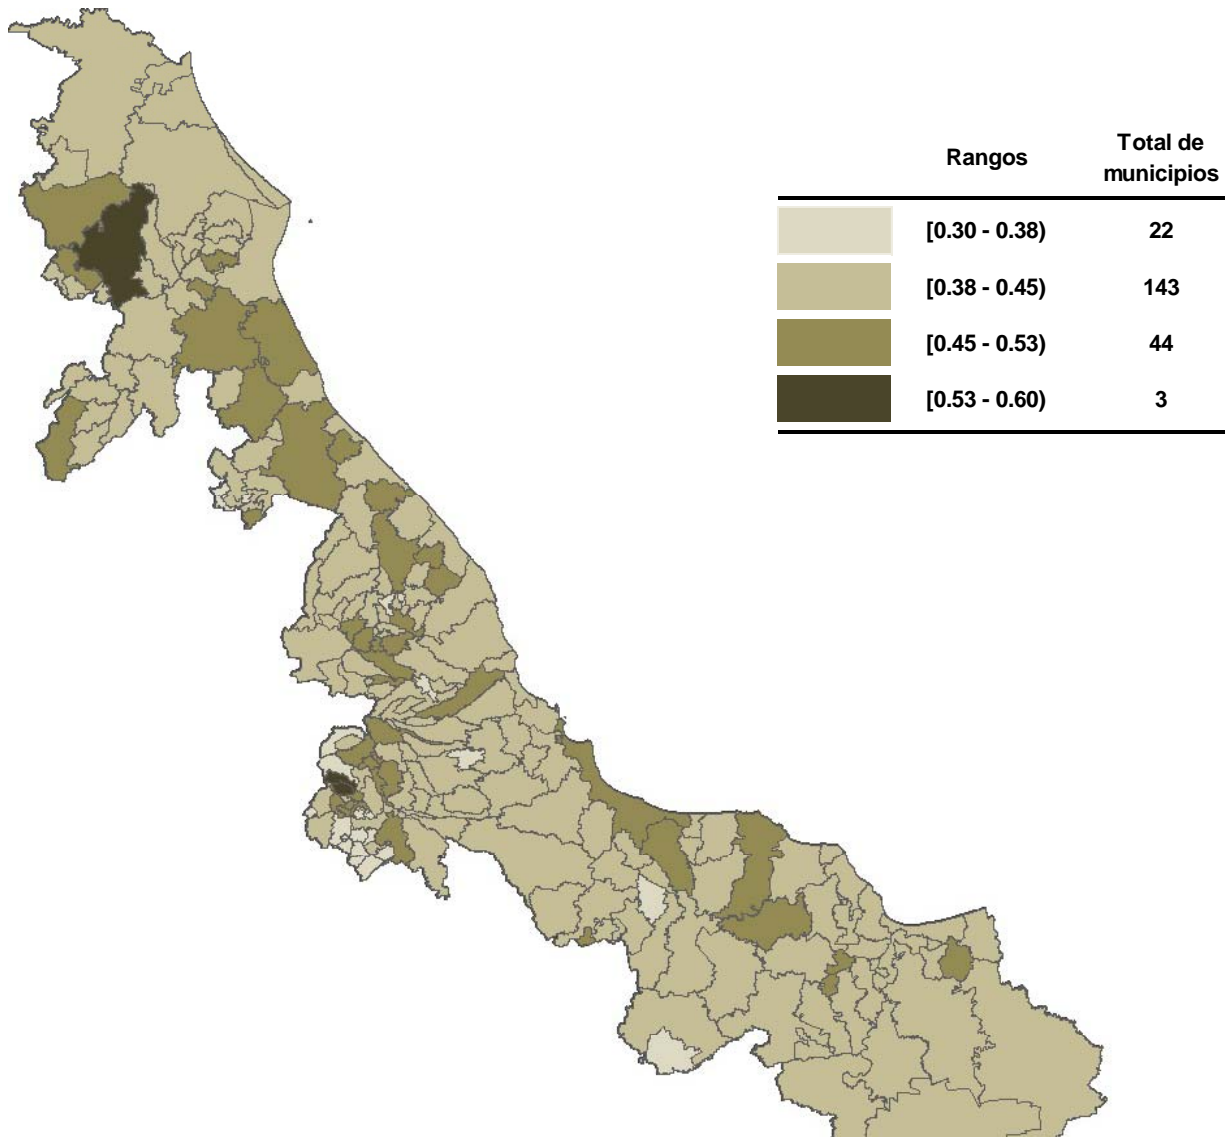 Rangos
Total de
municipios
[0.30 - 0.38) 22
[0.38 - 0.45) 143
[0.45 - 0.53) 44
[0.53 - 0.60) 3